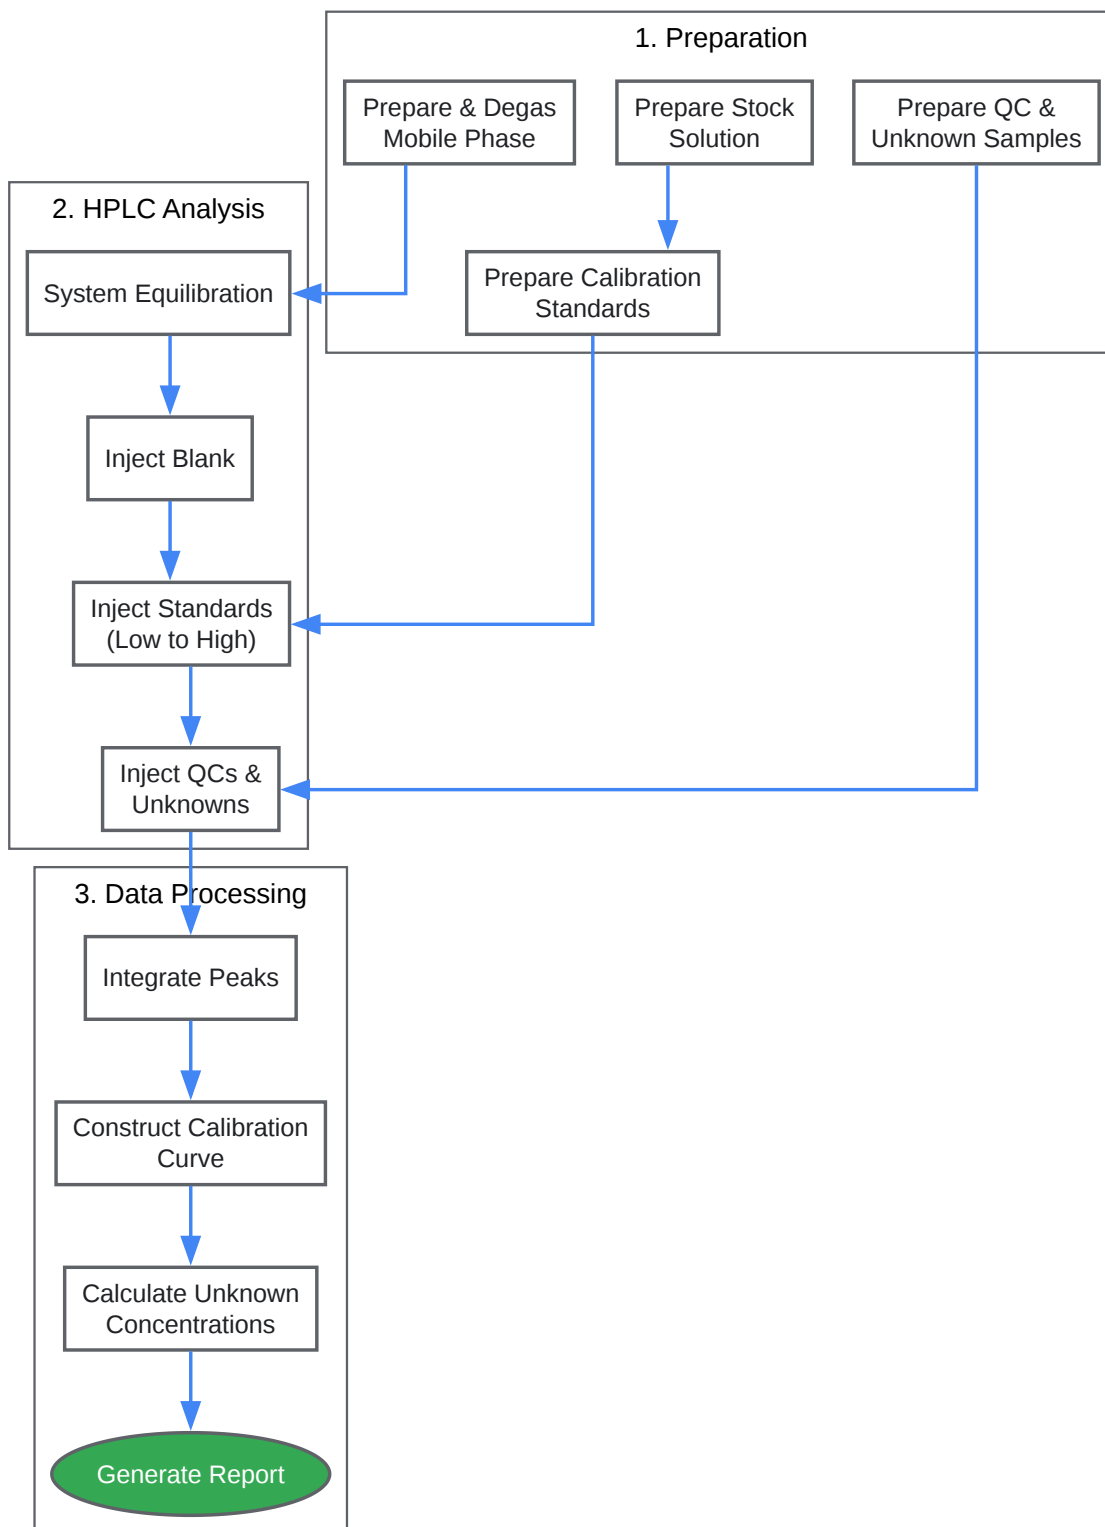 1. Preparation
Prepare & Degas
Mobile Phase
Prepare Stock
Solution
Prepare QC &
Unknown Samples
Prepare Calibration
Standards
2. HPLC Analysis
System Equilibration
Inject Blank
Inject Standards
(Low to High)
Inject QCs &
Unknowns
3. Data Processing
Integrate Peaks
Construct Calibration
Curve
Calculate Unknown
Concentrations
Generate Report